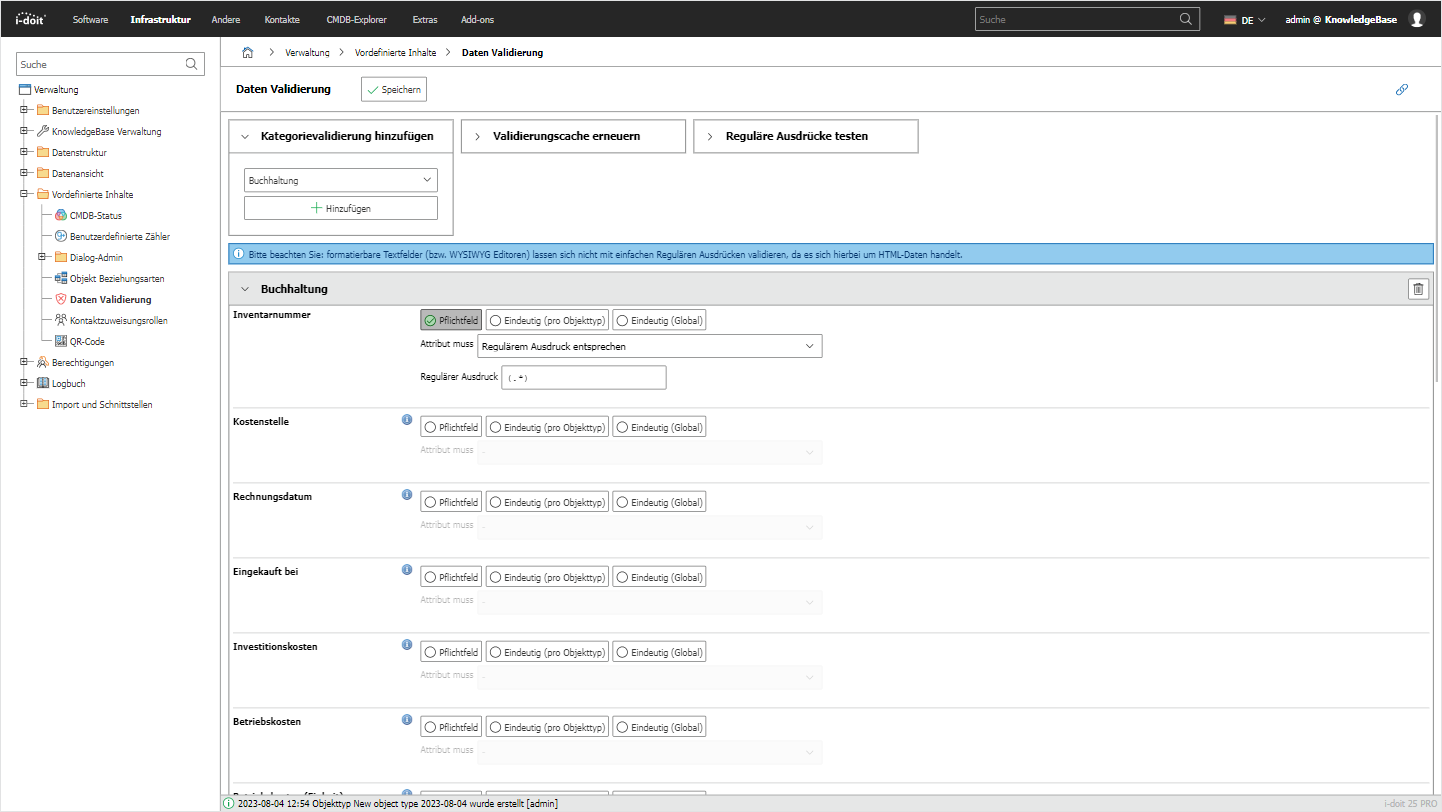 i-doit Software Infrastruktur Andere Kontakte CMDB-Explorer Extras Add-ons Suche DE admin @ KnowledgeBase
Suche
Verwaltung
Benutzereinstellungen
KnowledgeBase Verwaltung
Datenstruktur
Datenansicht
Vordefinierte Inhalte
CMDB-Status
Benutzerdefinierte Zähler
Dialog-Admin
Objekt Beziehungsarten
Daten Validierung
Kontaktzuweisungsrollen
QR-Code
Berechtigungen
Logbuch
Import und Schnittstellen
Verwaltung > Vordefinierte Inhalte > Daten Validierung
Daten Validierung Speichern
Kategorievalidierung hinzufügen Validierungscache erneuern Reguläre Ausdrücke testen
Buchhaltung
Hinzufügen
Bitte beachten Sie: formatierbare Textfelder (bzw. WYSIWYG Editoren) lassen sich nicht mit einfachen Regulären Ausdrücken validieren, da es sich hierbei um HTML-Daten handelt.
Buchhaltung
Inventarnummer Pflichtfeld Eindeutig (pro Objekttyp) Eindeutig (Global)
Attribut muss Regulärem Ausdruck entsprechen
Regulärer Ausdruck (.*)
Kostenstelle Pflichtfeld Eindeutig (pro Objekttyp) Eindeutig (Global)
Attribut muss -
Rechnungsdatum Pflichtfeld Eindeutig (pro Objekttyp) Eindeutig (Global)
Attribut muss -
Eingekauft bei Pflichtfeld Eindeutig (pro Objekttyp) Eindeutig (Global)
Attribut muss -
Investitionskosten Pflichtfeld Eindeutig (pro Objekttyp) Eindeutig (Global)
Attribut muss -
Betriebskosten Pflichtfeld Eindeutig (pro Objekttyp) Eindeutig (Global)
Attribut muss -
2023-08-04 12:54 Objekttyp New object type 2023-08-04 wurde erstellt [admin] i-doit 25 PRO